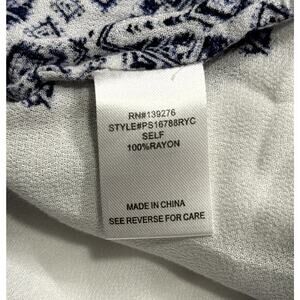 RN#139276
STYLE#PS16788RYC
SELF
100%RAYON
MADE IN CHINA
SEE REVERSE FOR CARE